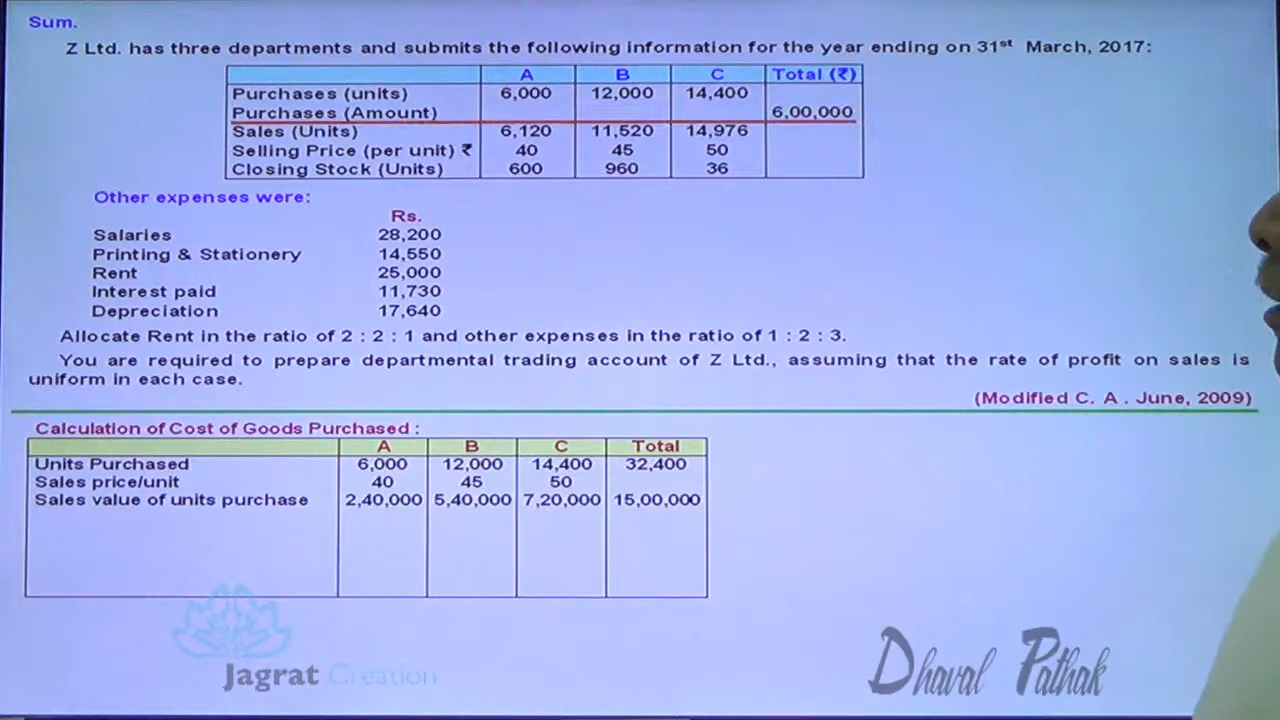 Sum.
Z Ltd. has three departments and submits the following information for the year ending on 31st March, 2017:
A B C Total (₹)
Purchases (units) 6,000 12,000 14,400
Purchases (Amount) 6,00,000
Sales (Units) 6,120 11,520 14,976
Selling Price (per unit) ₹ 40 45 50
Closing Stock (Units) 600 960 36
Other expenses were:
Rs.
Salaries 28,200
Printing & Stationery 14,550
Rent 25,000
Interest paid 11,730
Depreciation 17,640
Allocate Rent in the ratio of 2 : 2 : 1 and other expenses in the ratio of 1 : 2 : 3.
You are required to prepare departmental trading account of Z Ltd., assuming that the rate of profit on sales is
uniform in each case.
(Modified C. A . June, 2009)
Calculation of Cost of Goods Purchased :
A B C Total
Units Purchased 6,000 12,000 14,400 32,400
Sales price/unit 40 45 50
Sales value of units purchase 2,40,000 5,40,000 7,20,000 15,00,000
Jagrat Creation
Dhaval Pathak